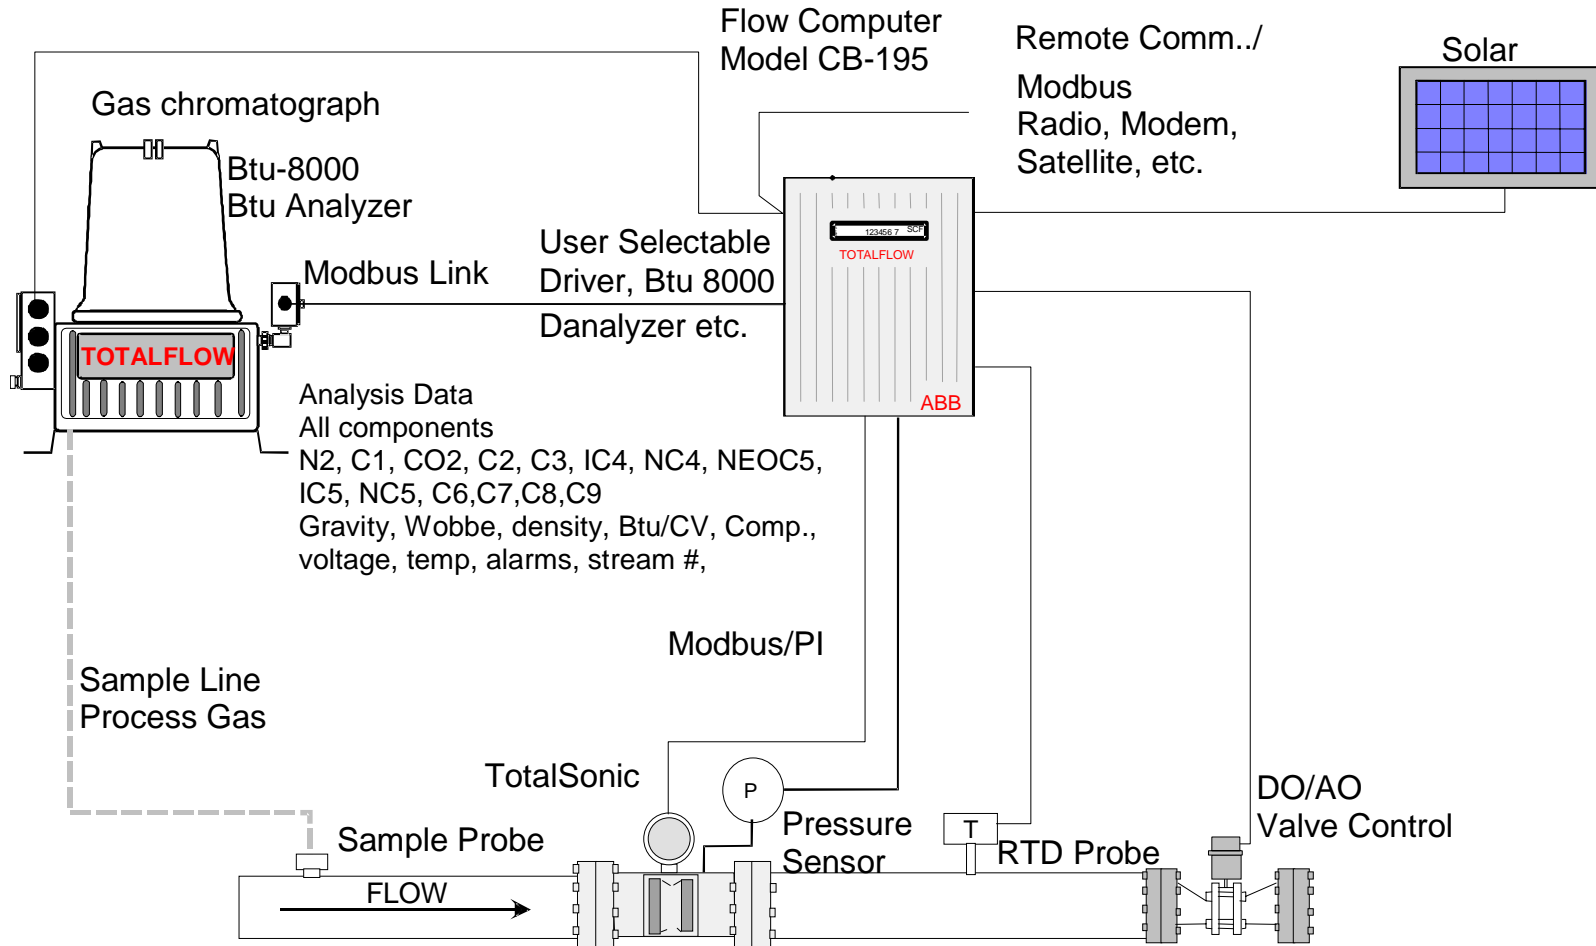 Flow Computer
Model CB-195
Remote Comm../
Modbus
Radio, Modem,
Satellite, etc.
Solar
Gas chromatograph
Btu-8000
Btu Analyzer
Modbus Link
User Selectable
Driver, Btu 8000
Danalyzer etc.
123456 7 SCF
TOTALFLOW
ABB
TOTALFLOW
Analysis Data
All components
N2, C1, CO2, C2, C3, IC4, NC4, NEOC5,
IC5, NC5, C6,C7,C8,C9
Gravity, Wobbe, density, Btu/CV, Comp.,
voltage, temp, alarms, stream #,
Modbus/PI
Sample Line
Process Gas
TotalSonic
P
Pressure
Sensor
Sample Probe
T
RTD Probe
DO/AO
Valve Control
FLOW